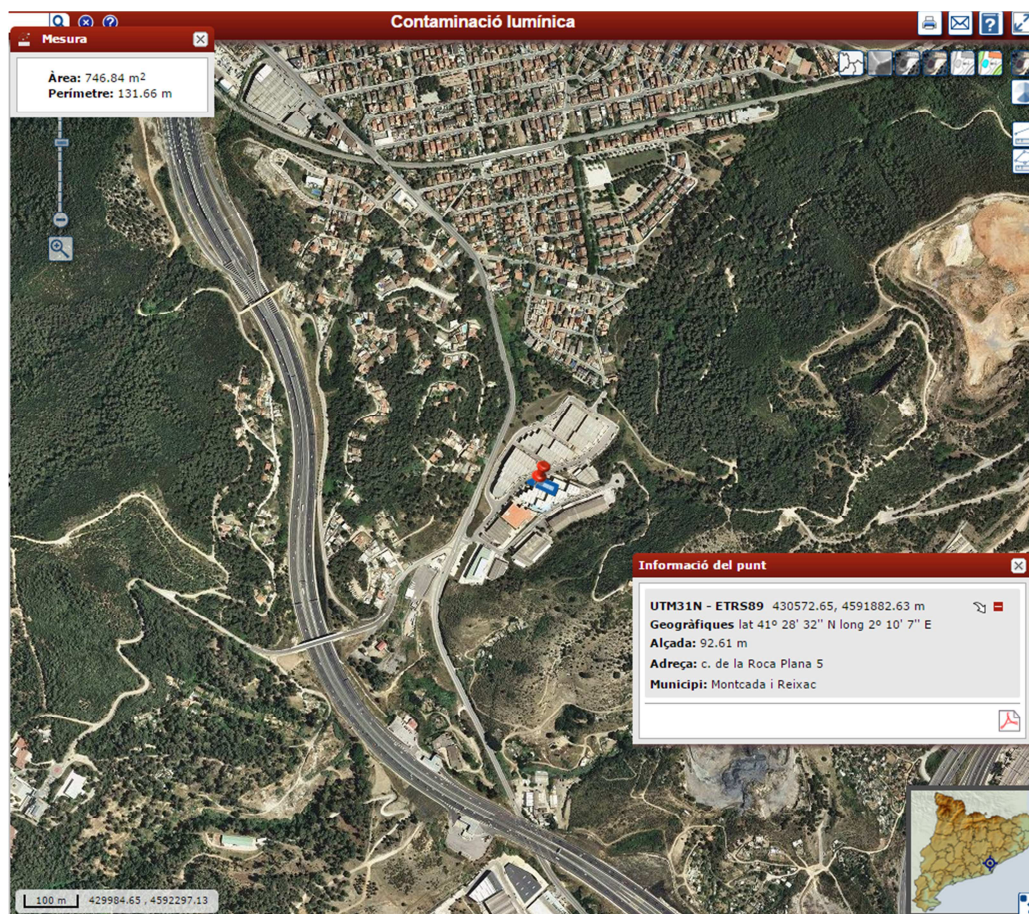 Contaminació lumínica
Mesura
Àrea: 746.84 m2
Perímetre: 131.66 m
Informació del punt
UTM31N - ETRS89 430572.65, 4591882.63 m
Geogràfiques lat 41º 28' 32'' N long 2º 10' 7'' E
Alçada: 92.61 m
Adreça: c. de la Roca Plana 5
Municipi: Montcada i Reixac
100 m 429984.65 , 4592297.13